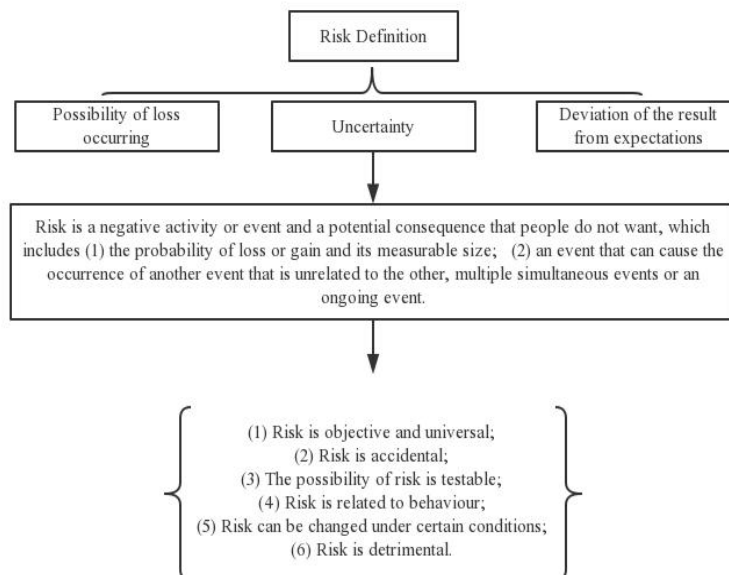 Risk Definition
Possibility of loss
occurring
Uncertainty
Deviation of the result
from expectations
Risk is a negative activity or event and a potential consequence that people do not want, which
includes (1) the probability of loss or gain and its measurable size; (2) an event that can cause the
occurrence of another event that is unrelated to the other, multiple simultaneous events or an
ongoing event.
(1) Risk is objective and universal;
(2) Risk is accidental;
(3) The possibility of risk is testable;
(4) Risk is related to behaviour;
(5) Risk can be changed under certain conditions;
(6) Risk is detrimental.